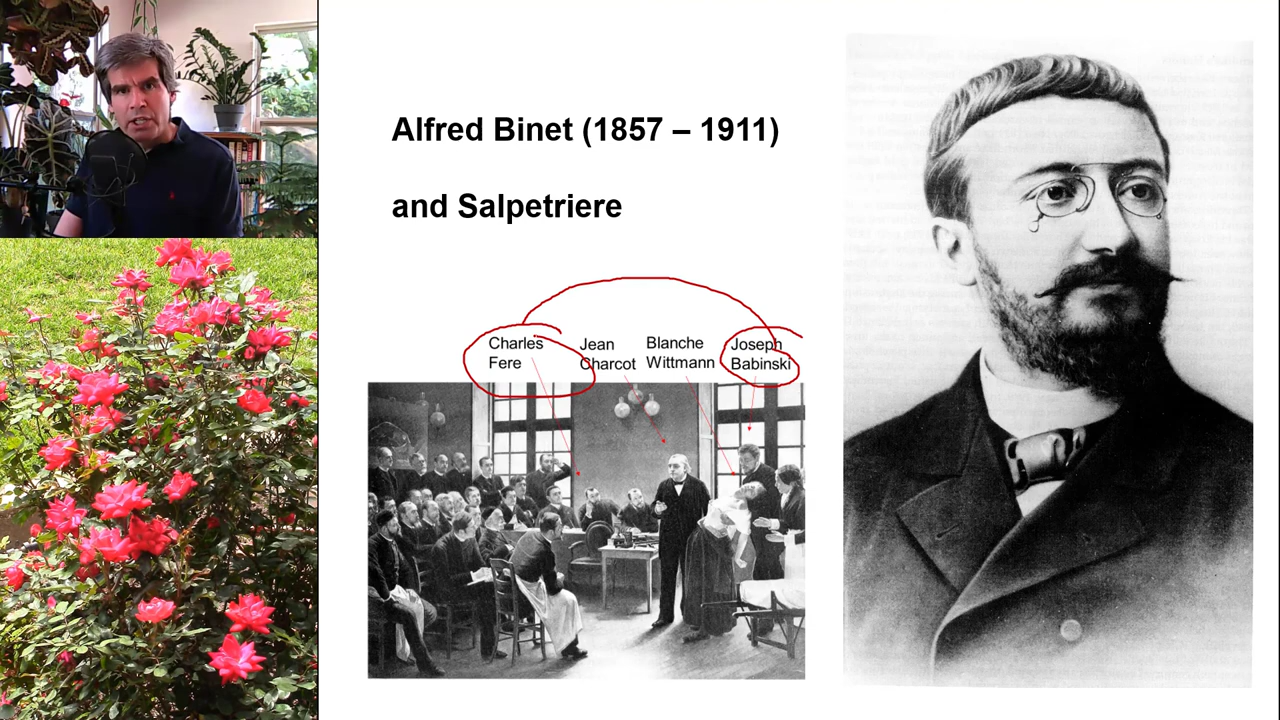 Alfred Binet (1857 – 1911)
and Salpetriere
Charles
Fere
Jean
Charcot
Blanche
Wittmann
Joseph
Babinski